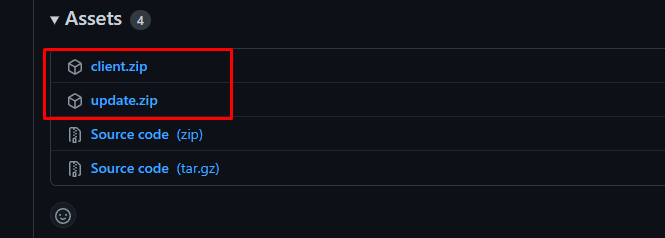 Assets 4
client.zip
update.zip
Source code (zip)
Source code (tar.gz)